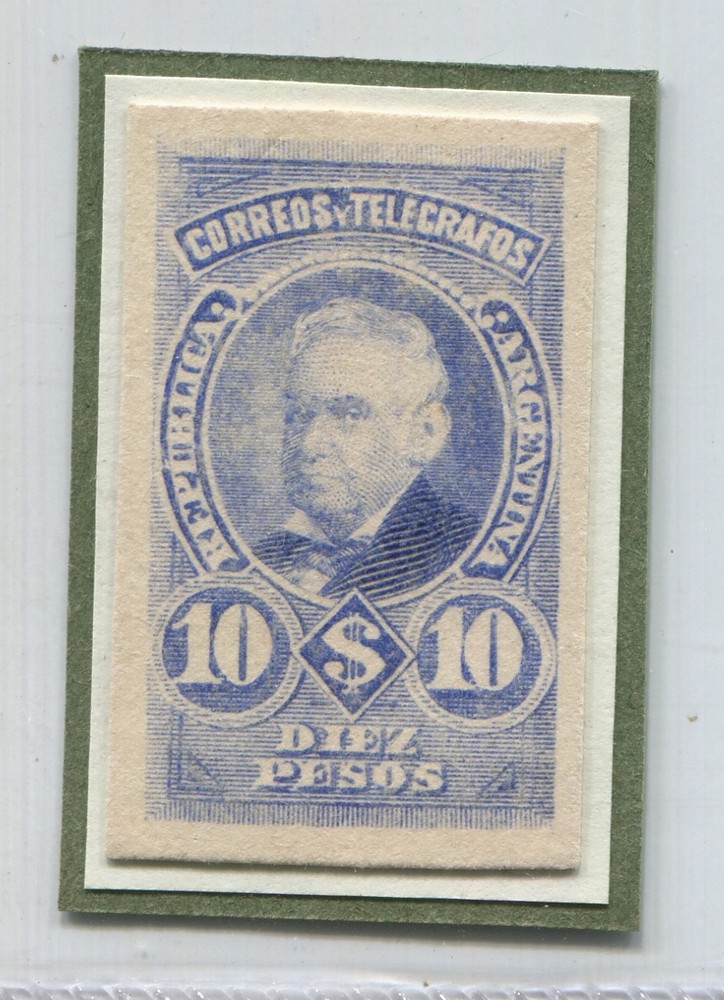 CORREOS Y TELEGRAFOS
REPUBLICA
ARGENTINA
10 $ 10
DIEZ
PESOS